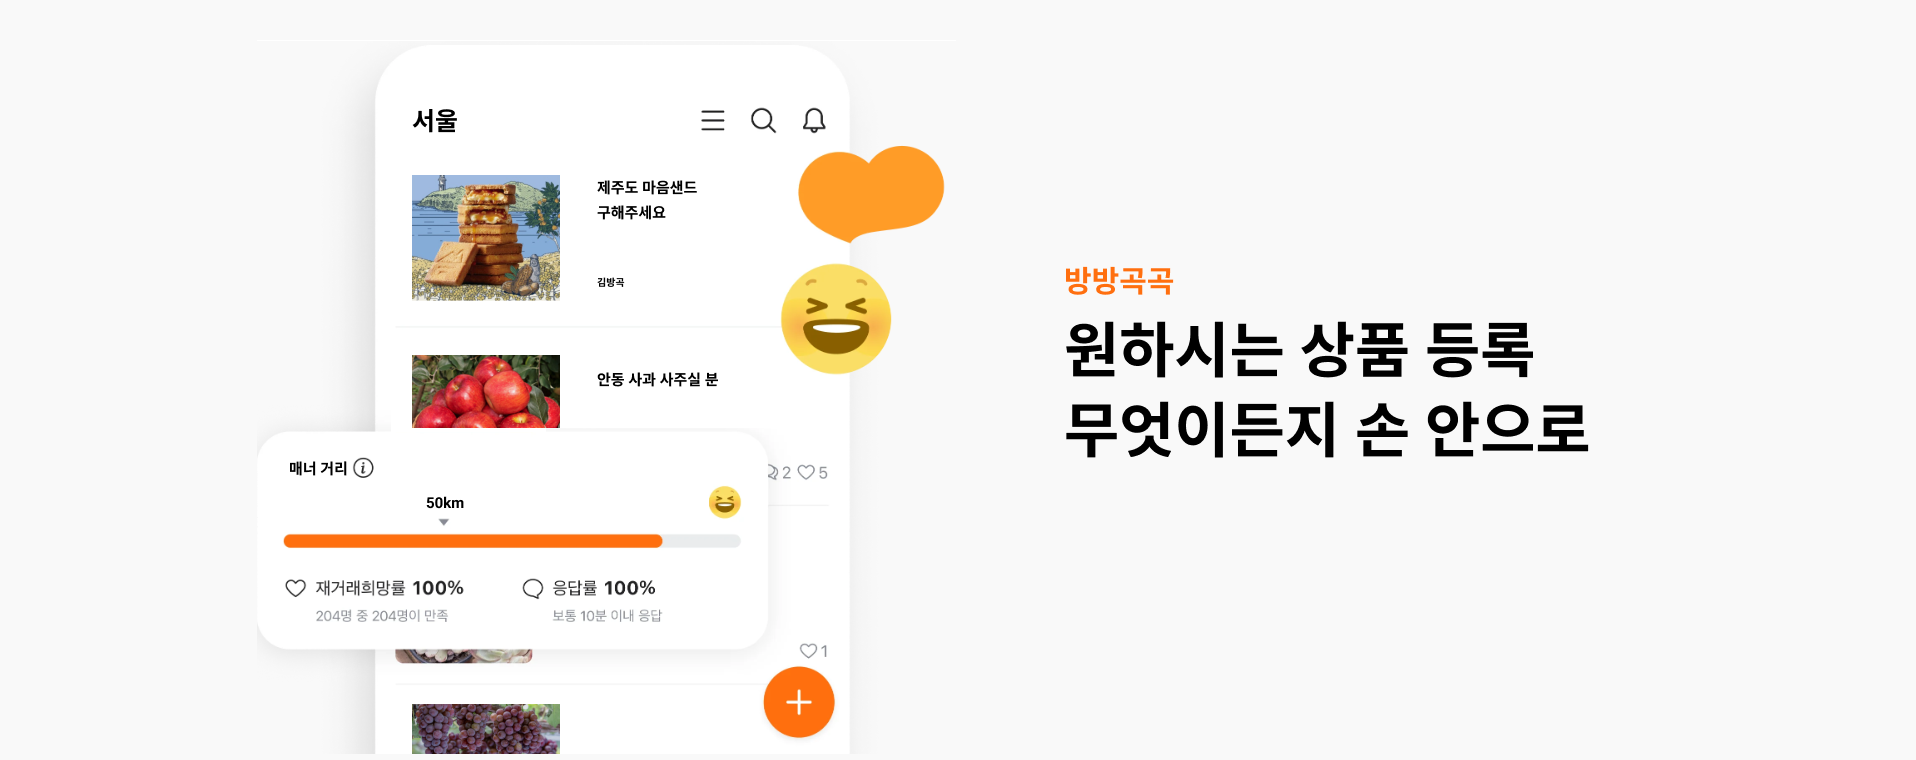 서울
제주도 마음샌드
구해주세요
김방곡
안동 사과 사주실 분
2 5
매너 거리
50km
재거래희망률 100%
204명 중 204명이 만족
응답률 100%
보통 10분 이내 응답
1
방방곡곡
원하시는 상품 등록
무엇이든지 손 안으로